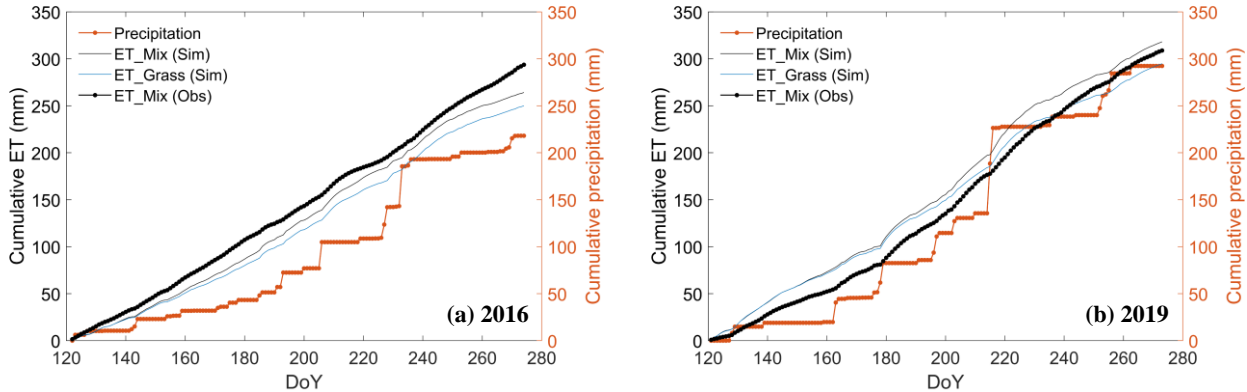 350
300
250
200
150
100
50
0
Cumulative ET (mm)
Precipitation
ET_Mix (Sim)
ET_Grass (Sim)
ET_Mix (Obs)
(a) 2016
350
300
250
200
150
100
50
0
Cumulative precipitation (mm)
120 140 160 180 200 220 240 260 280
DoY
350
300
250
200
150
100
50
0
Cumulative ET (mm)
Precipitation
ET_Mix (Sim)
ET_Grass (Sim)
ET_Mix (Obs)
(b) 2019
350
300
250
200
150
100
50
0
Cumulative precipitation (mm)
120 140 160 180 200 220 240 260 280
DoY